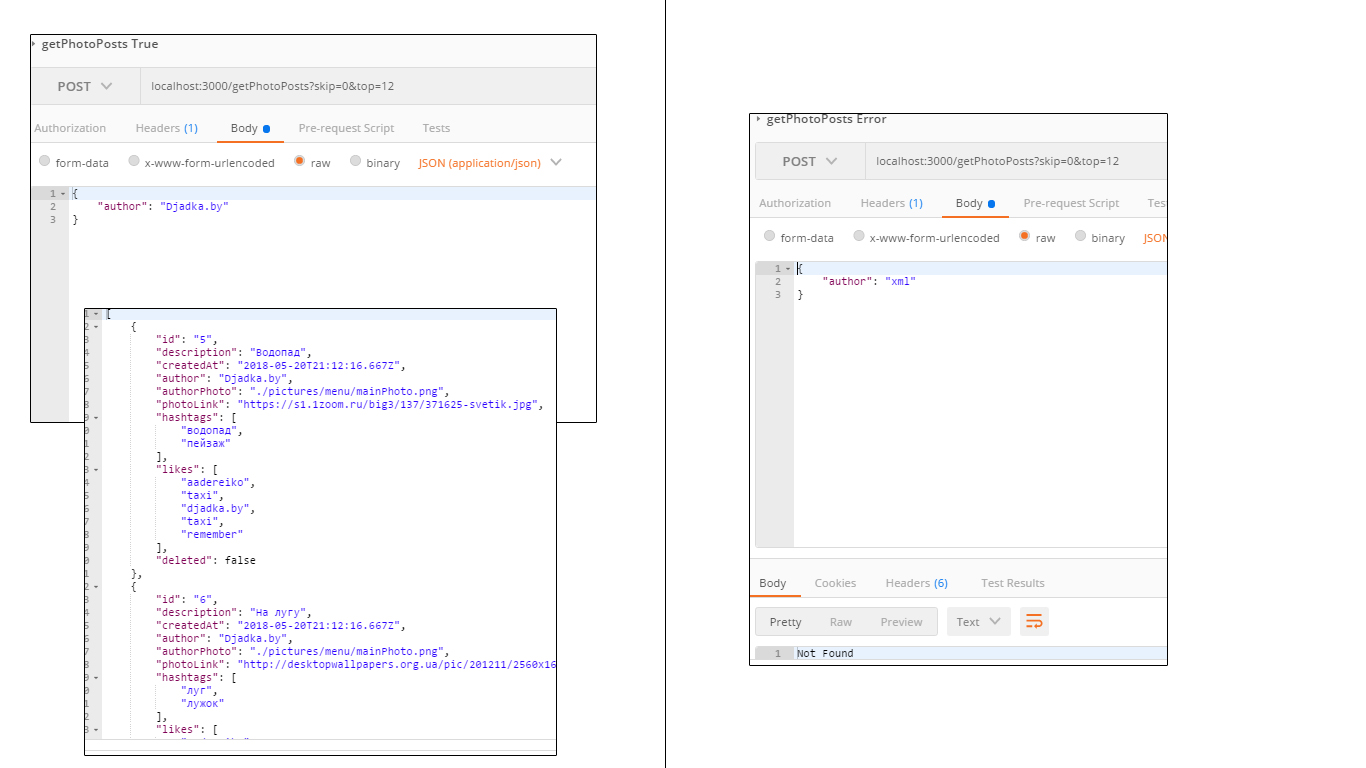 getPhotoPosts True
POST localhost:3000/getPhotoPosts?skip=0&top=12
Authorization Headers (1) Body Pre-request Script Tests
form-data x-www-form-urlencoded raw binary JSON (application/json)
1 {
2 "author": "Djadka.by"
3 }
1 [
2 {
3 "id": "5",
4 "description": "Водопад",
5 "createdAt": "2018-05-20T21:12:16.667Z",
6 "author": "Djadka.by",
7 "authorPhoto": "./pictures/menu/mainPhoto.png",
8 "photoLink": "https://s1.1zoom.ru/big3/137/371625-svetik.jpg",
9 "hashtags": [
0 "водопад",
1 "пейзаж"
2 ],
3 "likes": [
4 "aadereiko",
5 "taxi",
6 "djadka.by",
7 "taxi",
8 "remember"
9 ],
0 "deleted": false
1 },
2 {
3 "id": "6",
4 "description": "На лугу",
5 "createdAt": "2018-05-20T21:12:16.667Z",
6 "author": "Djadka.by",
7 "authorPhoto": "./pictures/menu/mainPhoto.png",
8 "photoLink": "http://desktopwallpapers.org.ua/pic/201211/2560x16
9 "hashtags": [
0 "луг",
1 "лужок"
2 ],
3 "likes": [
getPhotoPosts Error
POST localhost:3000/getPhotoPosts?skip=0&top=12
Authorization Headers (1) Body Pre-request Script Tes
form-data x-www-form-urlencoded raw binary JSON
1 {
2 "author": "xml"
3 }
Body Cookies Headers (6) Test Results
Pretty Raw Preview Text
1 Not Found